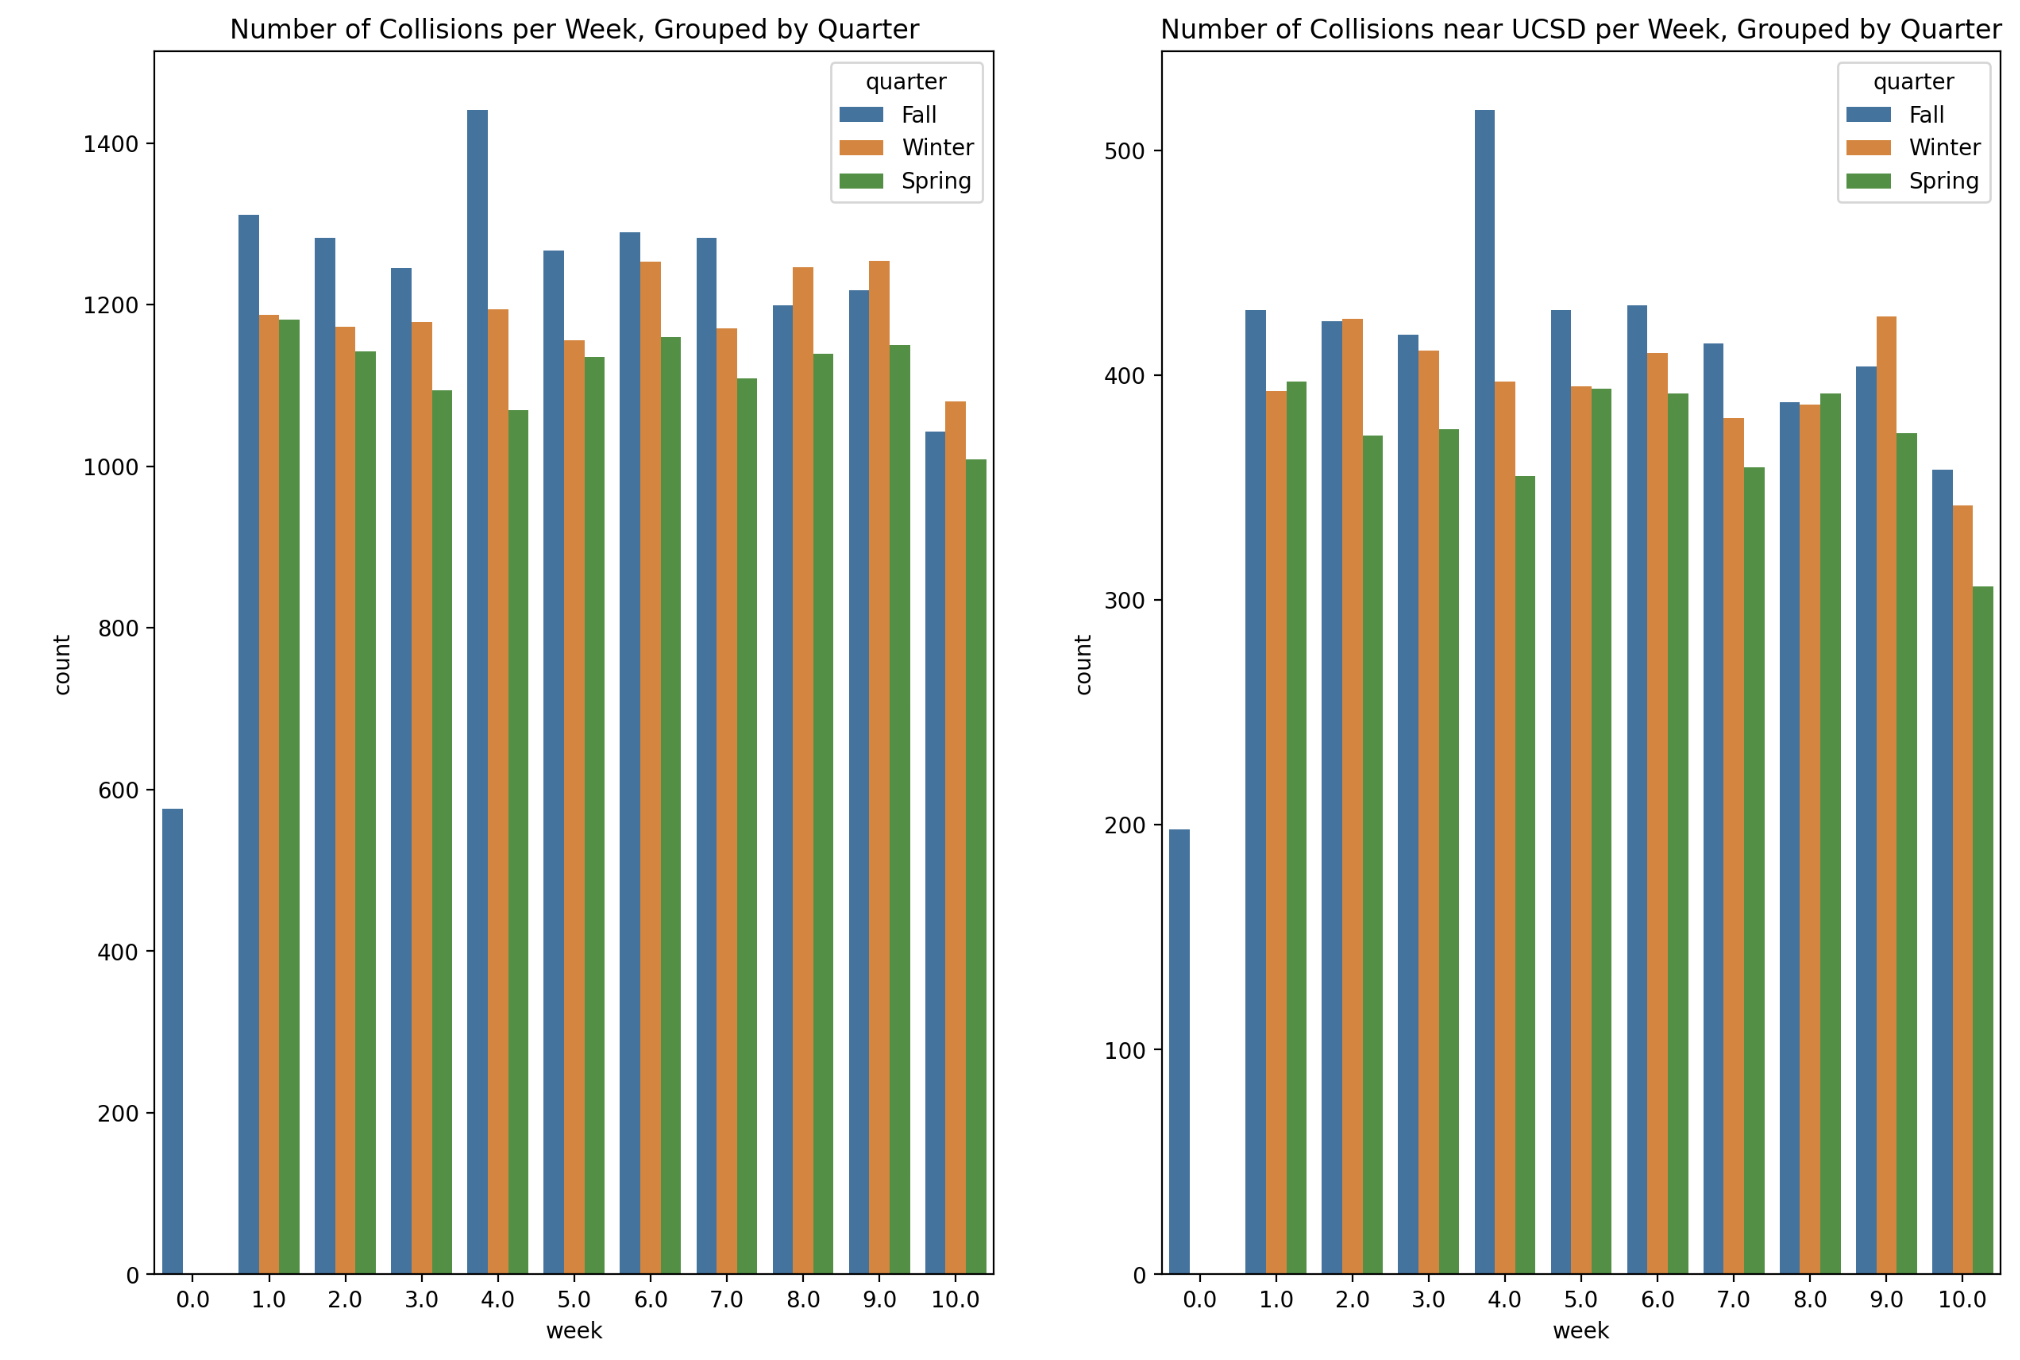 Number of Collisions per Week, Grouped by Quarter
quarter
Fall
Winter
Spring
1400
1200
1000
800
600
400
200
0
count
0.0 1.0 2.0 3.0 4.0 5.0 6.0 7.0 8.0 9.0 10.0
week
Number of Collisions near UCSD per Week, Grouped by Quarter
quarter
Fall
Winter
Spring
500
400
300
200
100
0
count
0.0 1.0 2.0 3.0 4.0 5.0 6.0 7.0 8.0 9.0 10.0
week